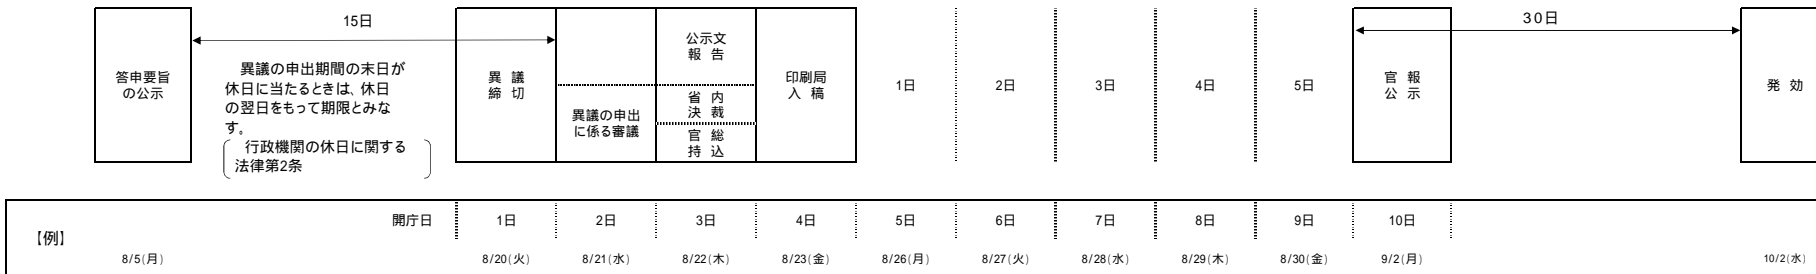 答申要旨
の公示
15日
異議の申出期間の末日が
休日に当たるときは、休日
の翌日をもって期限とみな
す。
行政機関の休日に関する
法律第2条
異 議
締 切
異議の申出
に係る審議
公示文
報 告
省 内
決 裁
官 総
持 込
印刷局
入 稿
1日
2日
3日
4日
5日
官 報
公 示
30日
発 効
【例】
開庁日 1日 2日 3日 4日 5日 6日 7日 8日 9日 10日
8/5(月) 8/20(火) 8/21(水) 8/22(木) 8/23(金) 8/26(月) 8/27(火) 8/28(水) 8/29(木) 8/30(金) 9/2(月) 10/2(水)